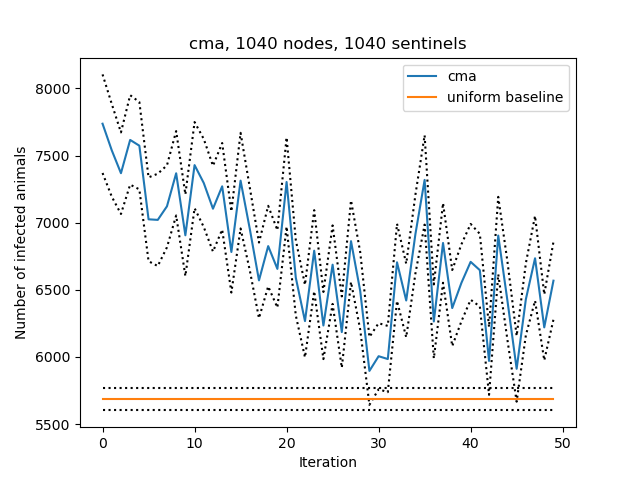 cma, 1040 nodes, 1040 sentinels
cma
uniform baseline
Number of infected animals
8000
7500
7000
6500
6000
5500
0
10
20
30
40
50
Iteration